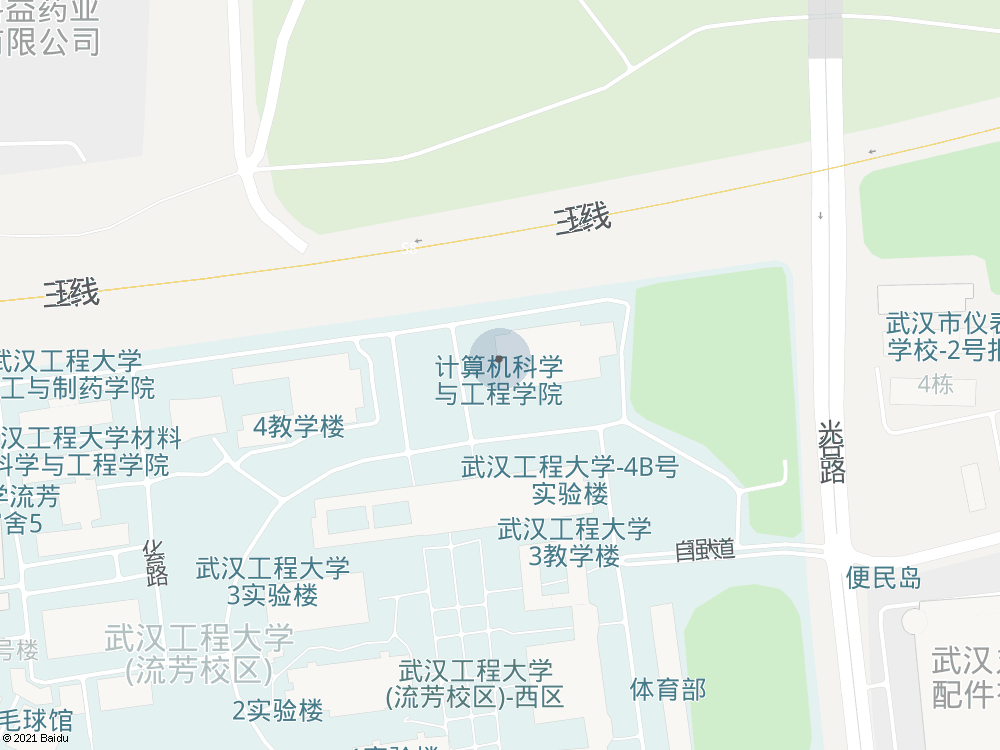 益药业
有限公司
三环线
S3
三环线
武汉工程大学
工与制药学院
计算机科学
与工程学院
武汉市仪表
学校-2号
4栋
4教学楼
汉工程大学材料
科学与工程学院
武汉工程大学-4B号
实验楼
光谷一路
学流芳
舍5
化育路
武汉工程大学
3教学楼
自强大道
武汉工程大学
3实验楼
便民岛
武汉工程大学
(流芳校区)
号楼
武汉工程大学
(流芳校区)-西区
体育部
武汉
配件
2实验楼
毛球馆
© 2021 Baidu